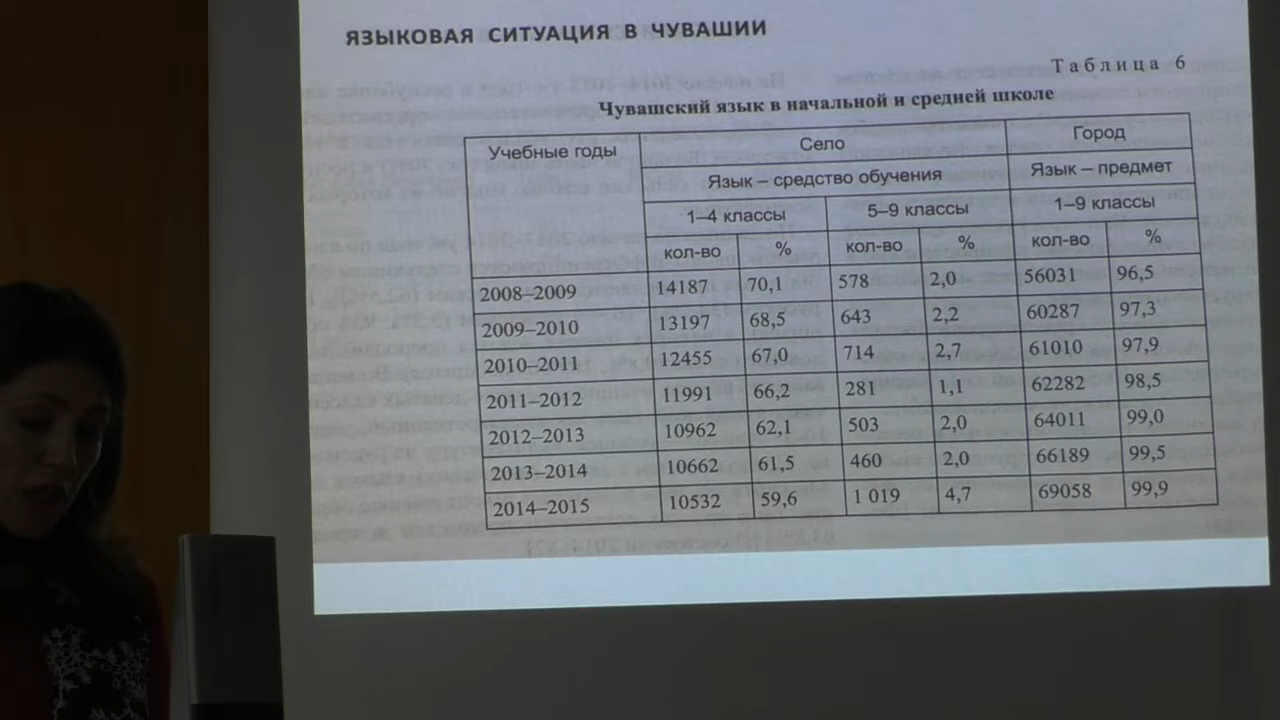 ЯЗЫКОВАЯ СИТУАЦИЯ В ЧУВАШИИ
Таблица 6
Чувашский язык в начальной и средней школе
Учебные годы Село Город
Язык – средство обучения Язык – предмет
1–4 классы 5–9 классы 1–9 классы
кол-во % кол-во % кол-во %
2008–2009 14187 70,1 578 2,0 56031 96,5
2009–2010 13197 68,5 643 2,2 60287 97,3
2010–2011 12455 67,0 714 2,7 61010 97,9
2011–2012 11991 66,2 281 1,1 62282 98,5
2012–2013 10962 62,1 503 2,0 64011 99,0
2013–2014 10662 61,5 460 2,0 66189 99,5
2014–2015 10532 59,6 1 019 4,7 69058 99,9